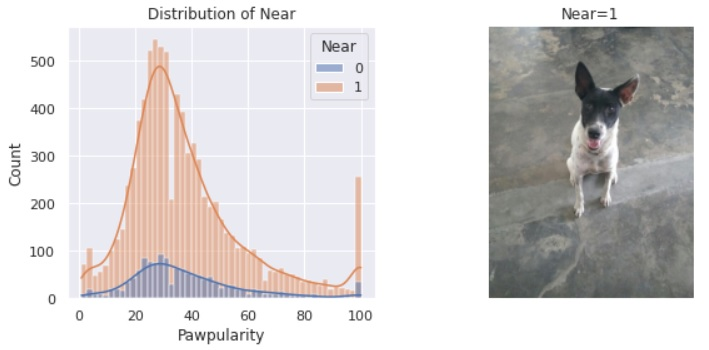 Distribution of Near
Near=1
Near
0
1
500
400
300
200
100
0
Count
0 20 40 60 80 100
Pawpularity